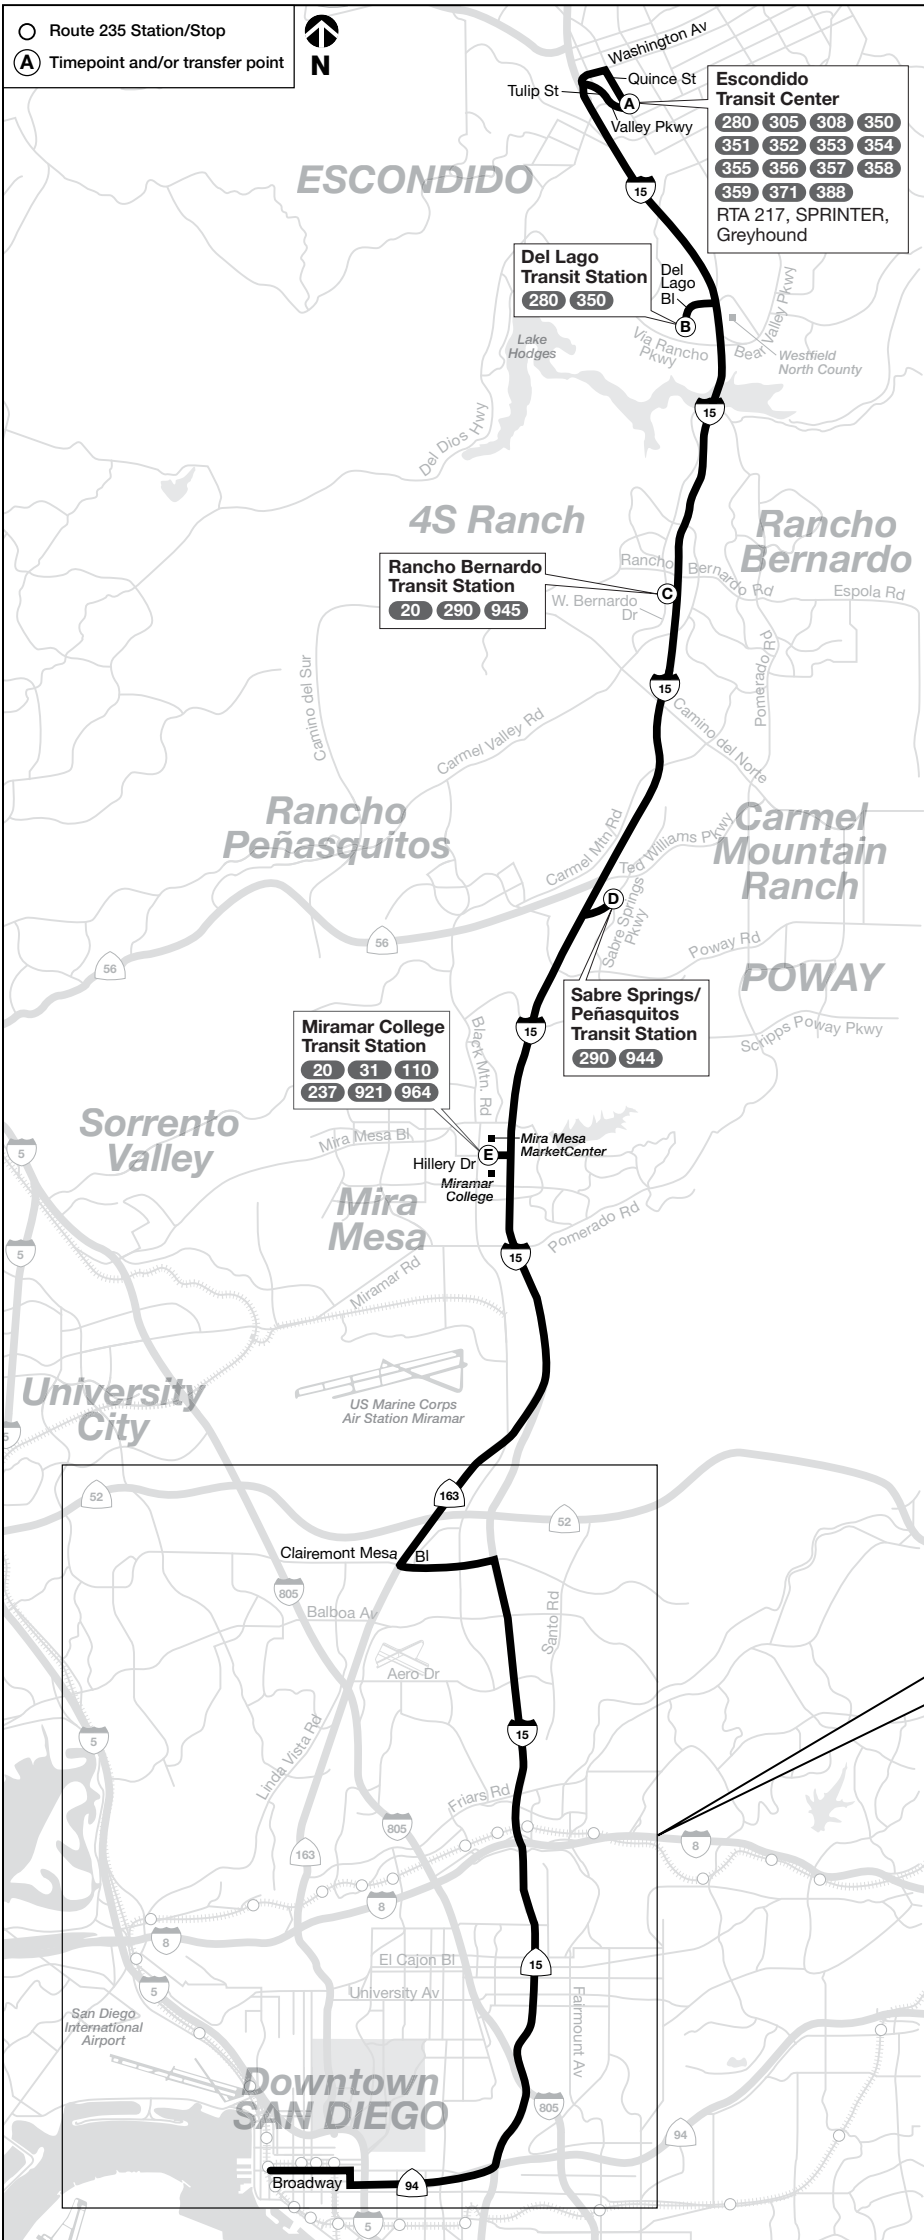 Route 235 Station/Stop
A Timepoint and/or transfer point
N
Washington Av
Quince St
Tulip St
A
Valley Pkwy
Escondido
Transit Center
280 305 308 350
351 352 353 354
355 356 357 358
359 371 388
RTA 217, SPRINTER,
Greyhound
ESCONDIDO
15
Del Lago
Transit Station
280 350
Del
Lago
Bl
B
Via Rancho
Pkwy
Bear Valley Pkwy
Westfield
North County
Lake
Hodges
15
Del Dios Hwy
4S Ranch
Rancho
Bernardo
Rancho Bernardo
Transit Station
20 290 945
Rancho Bernardo Rd
C
Espola Rd
W. Bernardo
Dr
15
Pomerado Rd
Camino del Sur
Carmel Valley Rd
Camino del Norte
Rancho
Peñasquitos
Carmel
Mountain
Ranch
Carmel Mtn Rd
Ted Williams Pkwy
D
Sabre Springs
Pkwy
56
56
Poway Rd
POWAY
Sabre Springs/
Peñasquitos
Transit Station
290 944
Scripps Poway Pkwy
15
Miramar College
Transit Station
20 31 110
237 921 964
Black Mtn. Rd
Sorrento
Valley
Mira Mesa Bl
Mira Mesa
MarketCenter
E
Hillery Dr
Miramar
College
5
Mira
Mesa
Pomerado Rd
5
15
Miramar Rd
University
City
US Marine Corps
Air Station Miramar
5
52
163
52
Clairemont Mesa Bl
805
Balboa Av
Santo Rd
Aero Dr
Linda Vista Rd
15
5
Friars Rd
805
163
8
8
8
El Cajon Bl
15
University Av
5
Fairmount Av
San Diego
International
Airport
Downtown
SAN DIEGO
805
94
Broadway
94
5